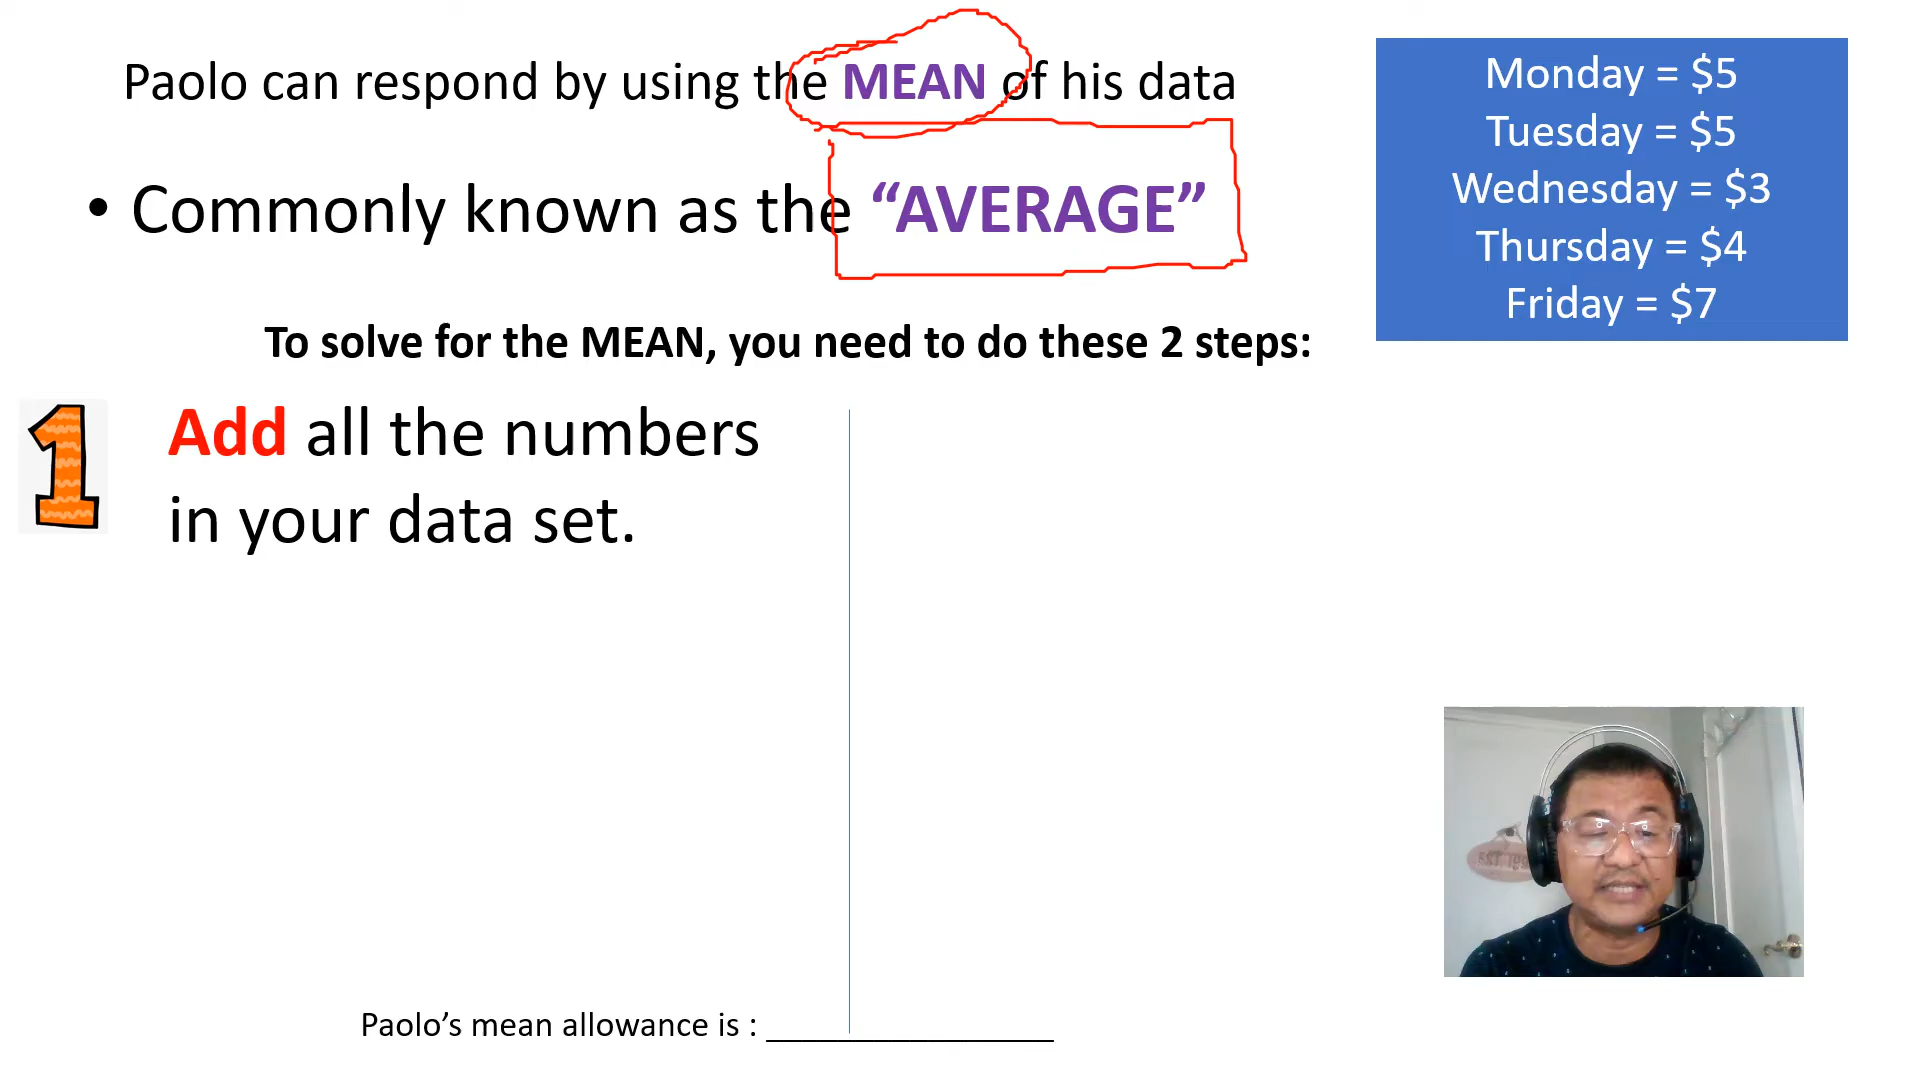 Paolo can respond by using the MEAN of his data
• Commonly known as the “AVERAGE”
Monday = $5
Tuesday = $5
Wednesday = $3
Thursday = $4
Friday = $7
To solve for the MEAN, you need to do these 2 steps:
1
Add all the numbers
in your data set.
Paolo’s mean allowance is : ________________